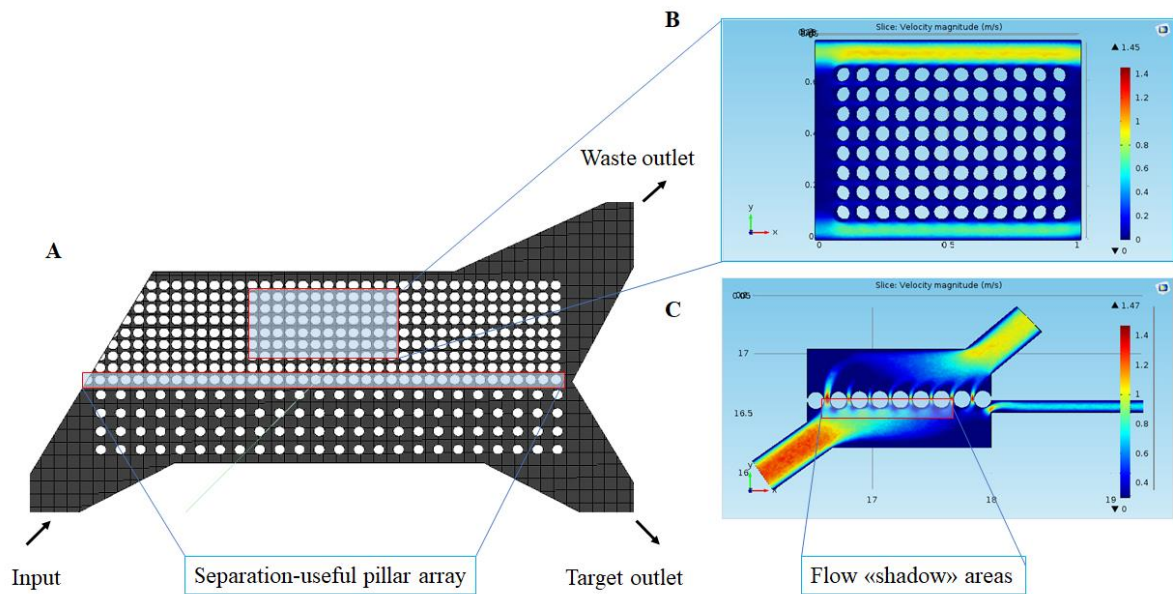 A
Waste outlet
Input
Separation-useful pillar array
Target outlet
B
Slice: Velocity magnitude (m/s)
▲ 1.45
1.4
1.2
1
0.8
0.6
0.4
0.2
0
▼ 0
y
x
0
0.5
1
C
Slice: Velocity magnitude (m/s)
▲ 1.47
1.4
1.2
1
0.8
0.6
0.4
▼ 0
17
16.5
16
y
x
17
18
19
Flow «shadow» areas